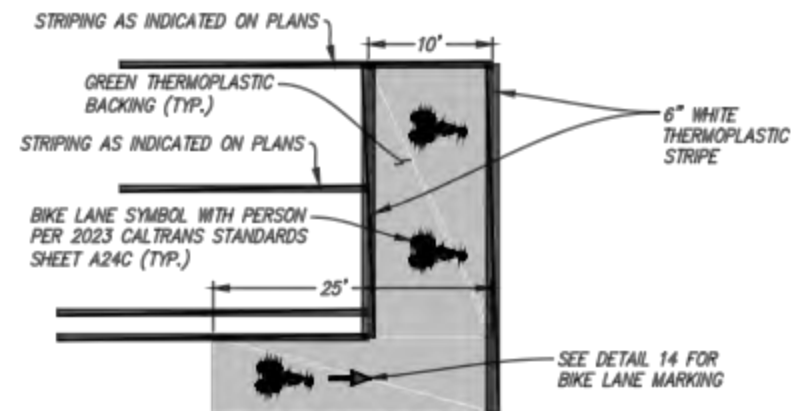 STRIPING AS INDICATED ON PLANS
10'
GREEN THERMOPLASTIC
BACKING (TYP.)
6" WHITE
THERMOPLASTIC
STRIPE
STRIPING AS INDICATED ON PLANS
BIKE LANE SYMBOL WITH PERSON
PER 2023 CALTRANS STANDARDS
SHEET A24C (TYP.)
25'
SEE DETAIL 14 FOR
BIKE LANE MARKING